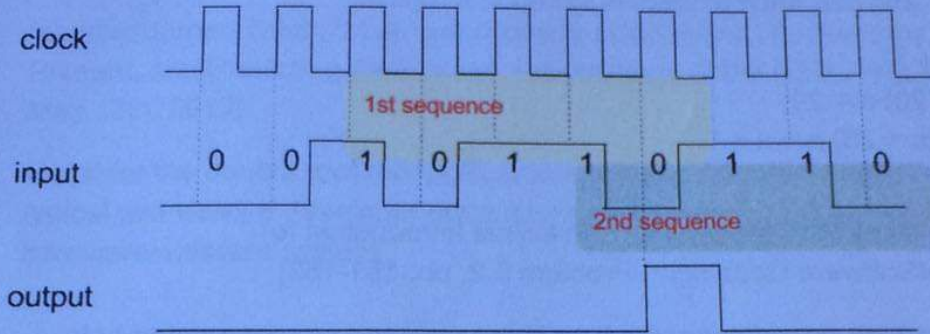 clock
1st sequence
input 0 0 1 0 1 1 0 1 1 0
2nd sequence
output